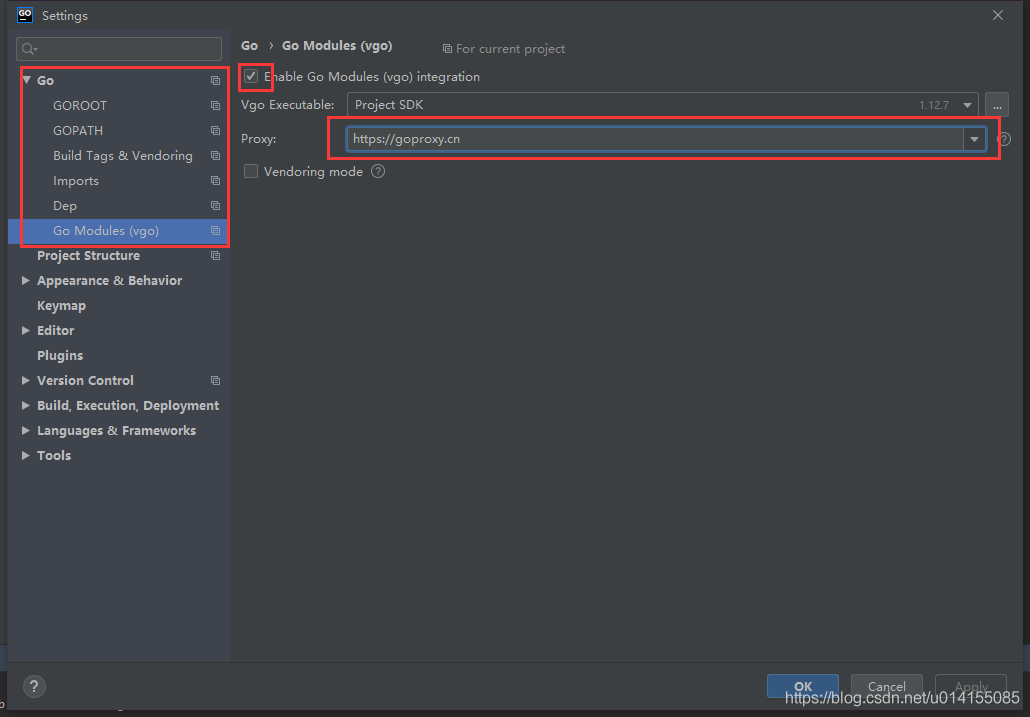 GO
Settings
Go
GOROOT
GOPATH
Build Tags & Vendoring
Imports
Dep
Go Modules (vgo)
Project Structure
Appearance & Behavior
Keymap
Editor
Plugins
Version Control
Build, Execution, Deployment
Languages & Frameworks
Tools
Go › Go Modules (vgo) For current project
Enable Go Modules (vgo) integration
Vgo Executable: Project SDK 1.12.7 ...
Proxy: https://goproxy.cn ?
Vendoring mode ?
? OK Cancel Apply
https://blog.csdn.net/u014155085